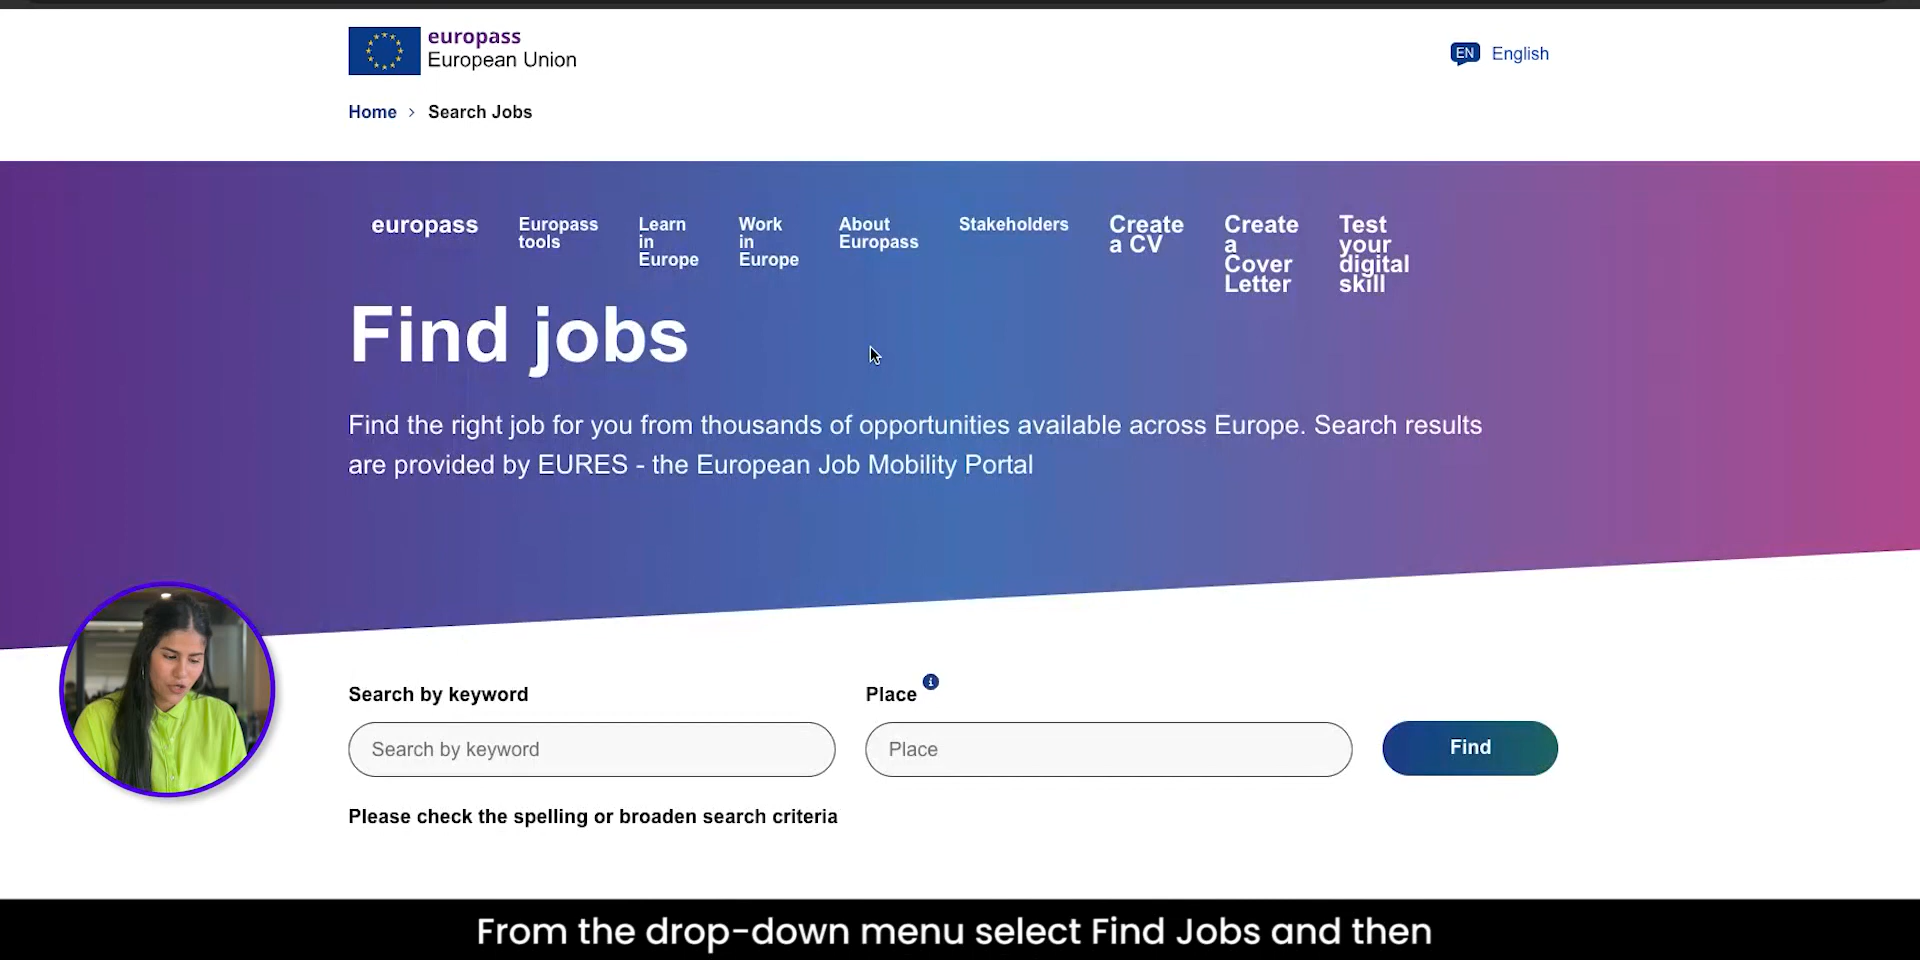 europass
European Union
EN English
Home > Search Jobs
europass
Europass
tools
Learn
in
Europe
Work
in
Europe
About
Europass
Stakeholders
Create
a CV
Create
a
Cover
Letter
Test
your
digital
skill
Find jobs
Find the right job for you from thousands of opportunities available across Europe. Search results
are provided by EURES - the European Job Mobility Portal
Search by keyword
Place i
Search by keyword
Place
Find
Please check the spelling or broaden search criteria
From the drop-down menu select Find Jobs and then